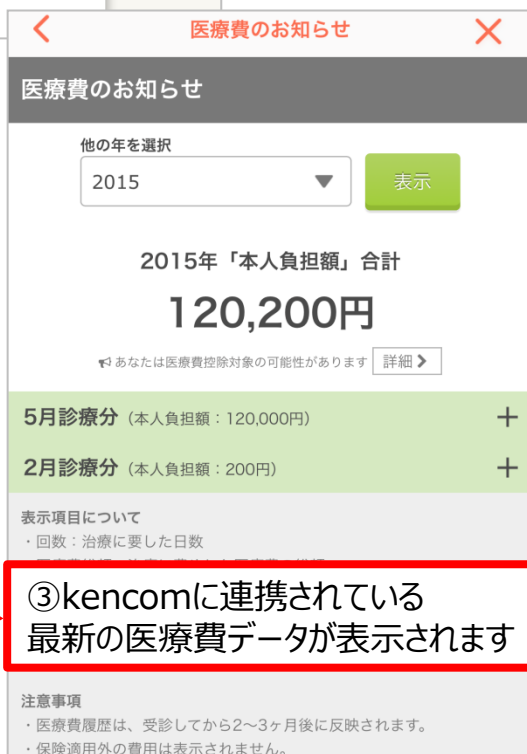 医療費のお知らせ
医療費のお知らせ
他の年を選択
2015
表示
2015年「本人負担額」合計
120,200円
あなたは医療費控除対象の可能性があります 詳細
5月診療分（本人負担額：120,000円）
2月診療分（本人負担額：200円）
表示項目について
・回数：治療に要した日数
③kencomに連携されている
最新の医療費データが表示されます
注意事項
・医療費履歴は、受診してから2〜3ヶ月後に反映されます。
・保険適用外の費用は表示されません。